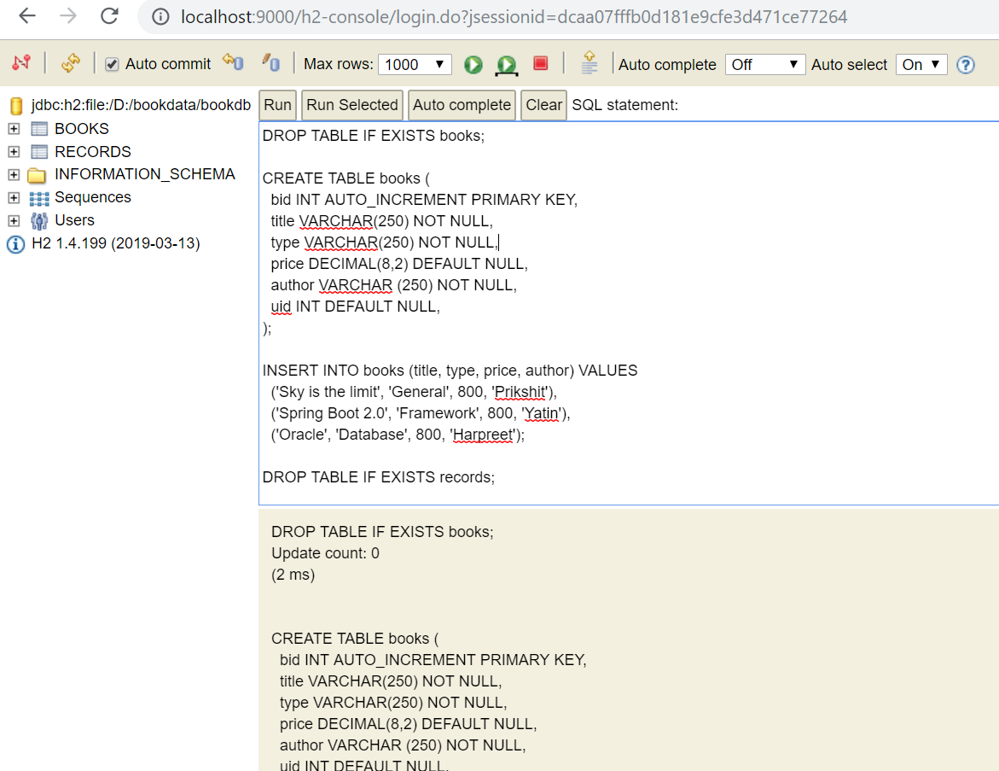 localhost:9000/h2-console/login.do?jsessionid=dcaa07fffb0d181e9cfe3d471ce77264
Auto commit Max rows: 1000 Auto complete Off Auto select On ?
jdbc:h2:file:/D:/bookdata/bookdb
BOOKS
RECORDS
INFORMATION_SCHEMA
Sequences
Users
H2 1.4.199 (2019-03-13)
Run Run Selected Auto complete Clear SQL statement:
DROP TABLE IF EXISTS books;
CREATE TABLE books (
bid INT AUTO_INCREMENT PRIMARY KEY,
title VARCHAR(250) NOT NULL,
type VARCHAR(250) NOT NULL,
price DECIMAL(8,2) DEFAULT NULL,
author VARCHAR (250) NOT NULL,
uid INT DEFAULT NULL,
);
INSERT INTO books (title, type, price, author) VALUES
('Sky is the limit', 'General', 800, 'Prikshit'),
('Spring Boot 2.0', 'Framework', 800, 'Yatin'),
('Oracle', 'Database', 800, 'Harpreet');
DROP TABLE IF EXISTS records;
DROP TABLE IF EXISTS books;
Update count: 0
(2 ms)
CREATE TABLE books (
bid INT AUTO_INCREMENT PRIMARY KEY,
title VARCHAR(250) NOT NULL,
type VARCHAR(250) NOT NULL,
price DECIMAL(8,2) DEFAULT NULL,
author VARCHAR (250) NOT NULL,
uid INT DEFAULT NULL,